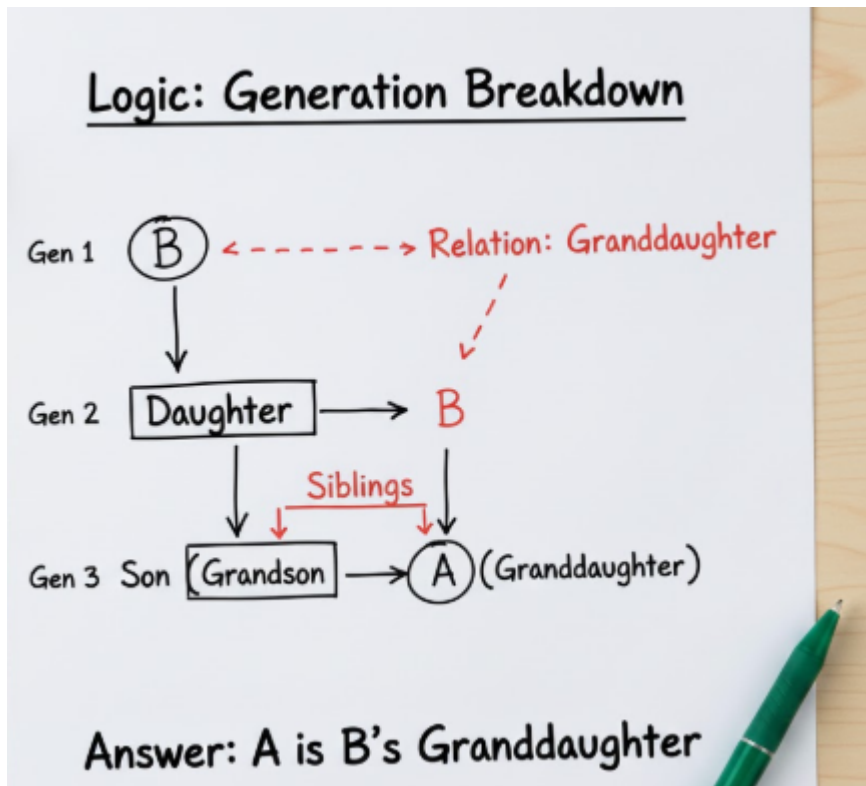 Logic: Generation Breakdown
Gen 1 B Relation: Granddaughter
Gen 2 Daughter B
Siblings
Gen 3 Son (Grandson A (Granddaughter)
Answer: A is B's Granddaughter